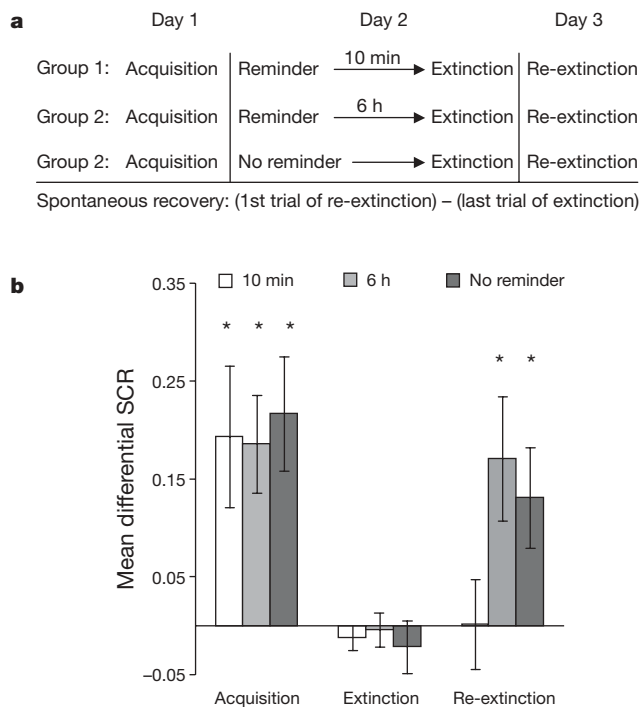 a
Day 1 Day 2 Day 3
Group 1: Acquisition Reminder 10 min Extinction Re-extinction
Group 2: Acquisition Reminder 6 h Extinction Re-extinction
Group 2: Acquisition No reminder Extinction Re-extinction
Spontaneous recovery: (1st trial of re-extinction) – (last trial of extinction)
b
10 min 6 h No reminder
Mean differential SCR
0.35
* * *
* *
0.25
0.15
0.05
–0.05
Acquisition Extinction Re-extinction